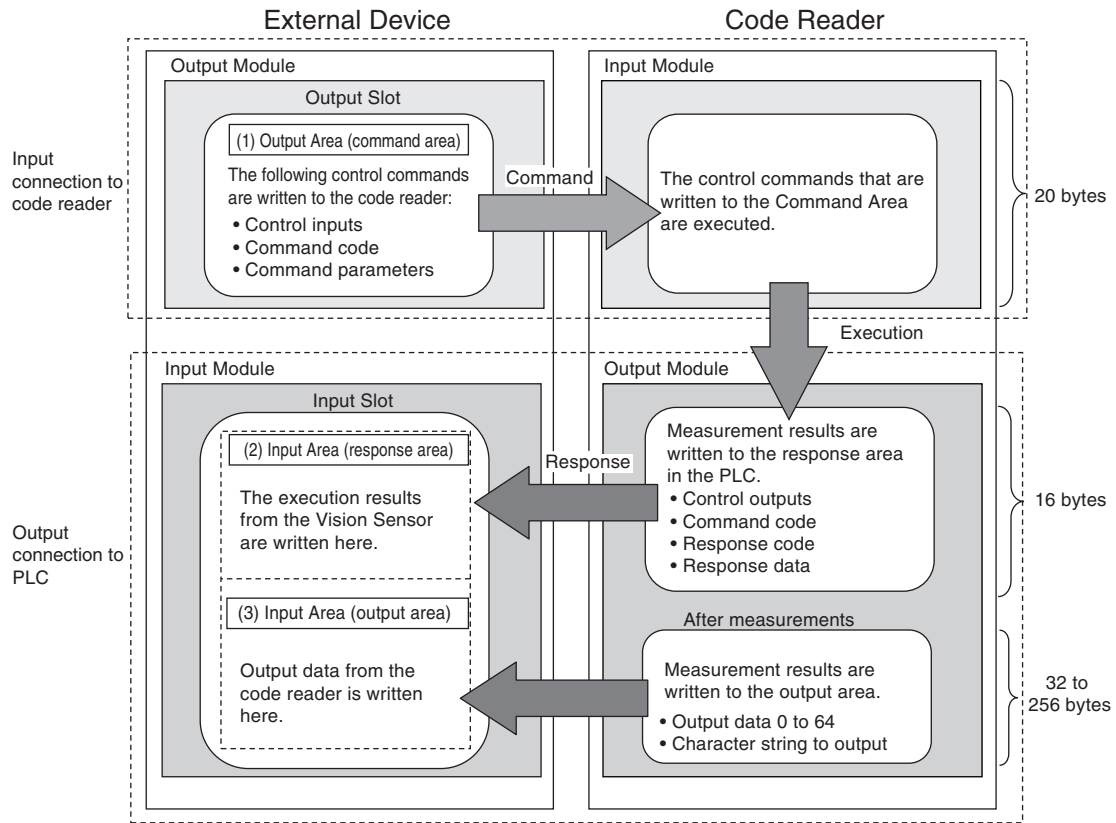 External Device
Code Reader
Output Module
Input Module
Output Slot
(1) Output Area (command area)
The following control commands
are written to the code reader:
• Control inputs
• Command code
• Command parameters
Input
connection to
code reader
Command
The control commands that are
written to the Command Area
are executed.
20 bytes
Execution
Input Module
Output Module
Input Slot
(2) Input Area (response area)
The execution results
from the Vision Sensor
are written here.
Response
Measurement results are
written to the response area
in the PLC.
• Control outputs
• Command code
• Response code
• Response data
16 bytes
Output
connection to
PLC
(3) Input Area (output area)
Output data from the
code reader is written
here.
After measurements
Measurement results are
written to the output area.
• Output data 0 to 64
• Character string to output
32 to
256 bytes